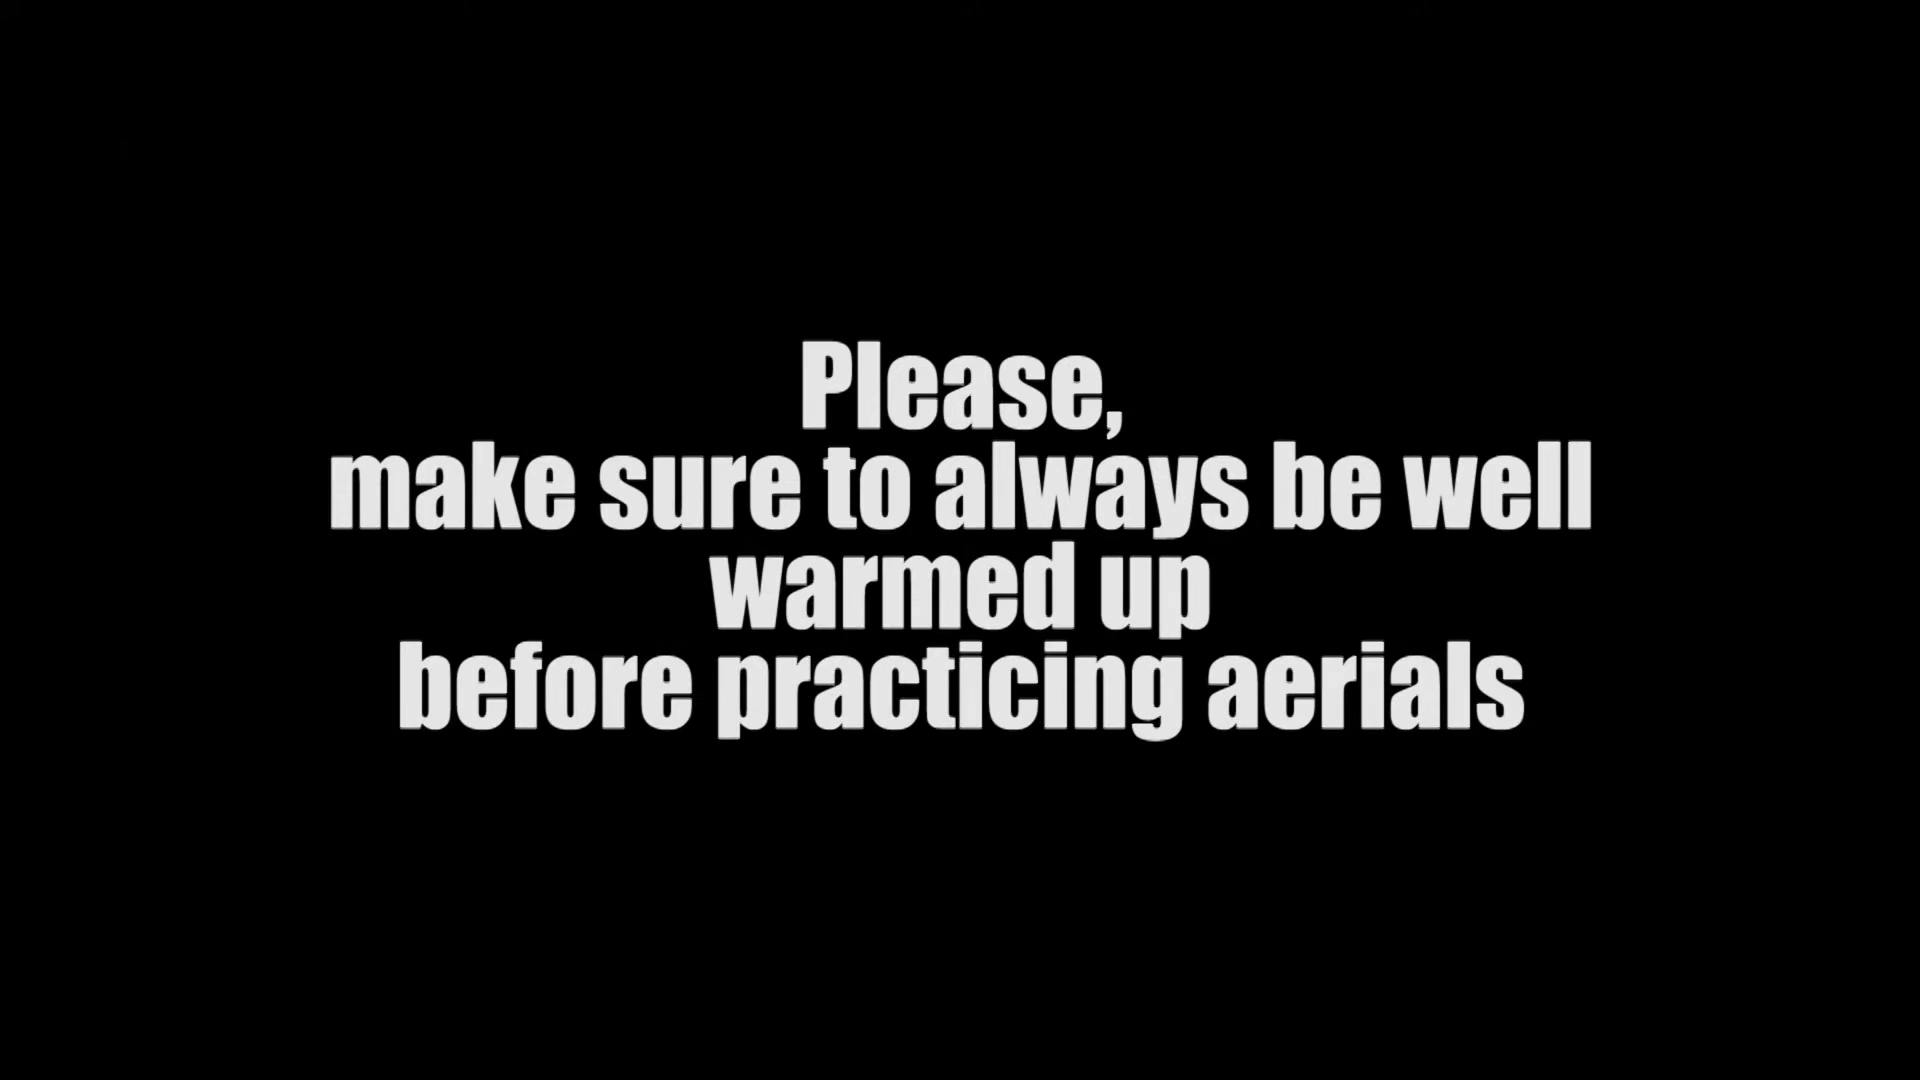 Please,
make sure to always be well
warmed up
before practicing aerials